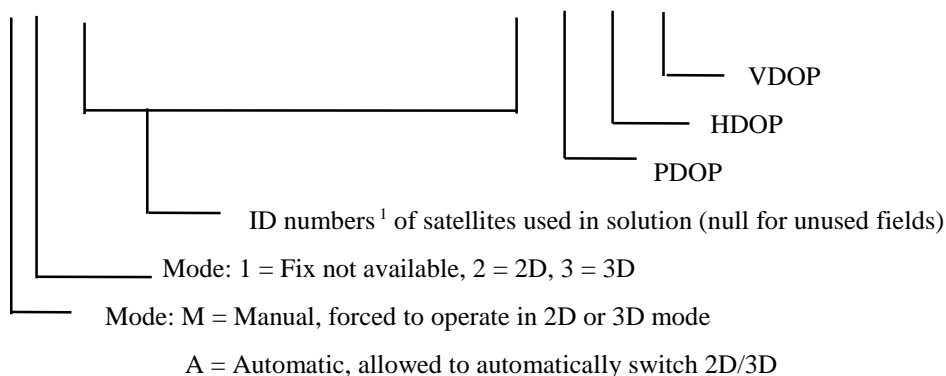 VDOP
HDOP
PDOP
ID numbers¹ of satellites used in solution (null for unused fields)
Mode: 1 = Fix not available, 2 = 2D, 3 = 3D
Mode: M = Manual, forced to operate in 2D or 3D mode
A = Automatic, allowed to automatically switch 2D/3D